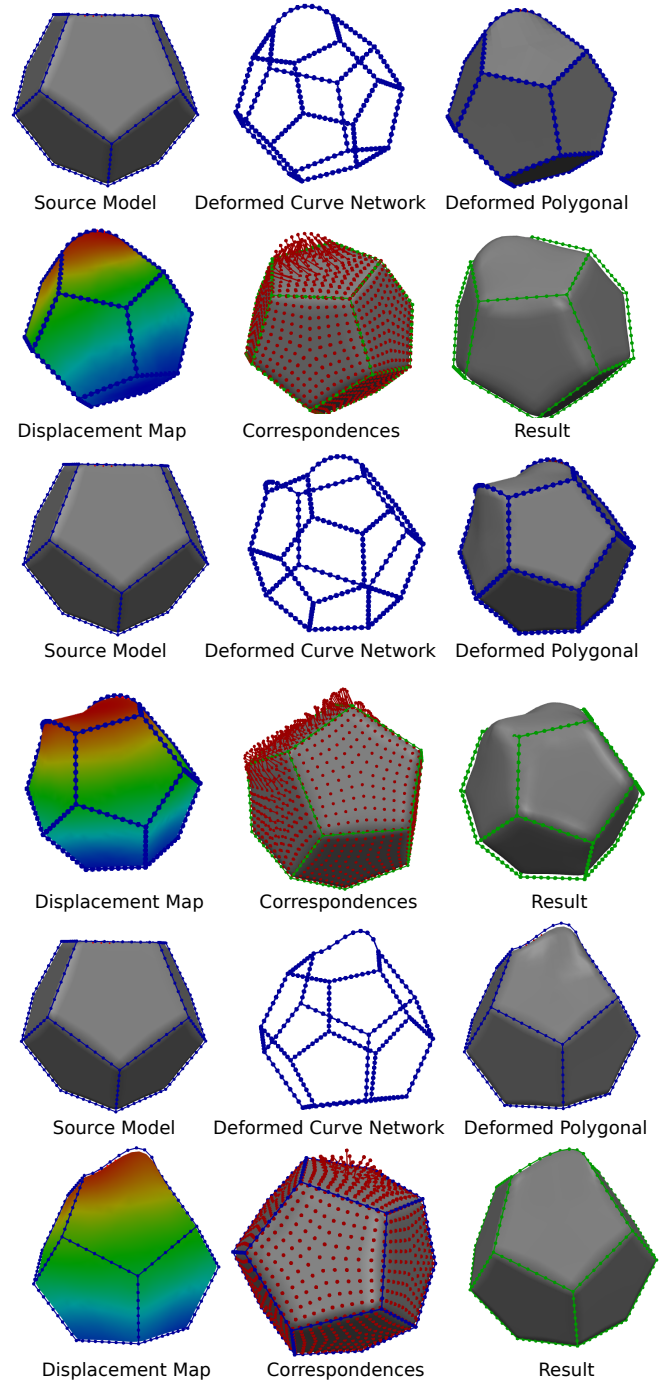 Source Model
Deformed Curve Network
Deformed Polygonal
Displacement Map
Correspondences
Result
Source Model
Deformed Curve Network
Deformed Polygonal
Displacement Map
Correspondences
Result
Source Model
Deformed Curve Network
Deformed Polygonal
Displacement Map
Correspondences
Result